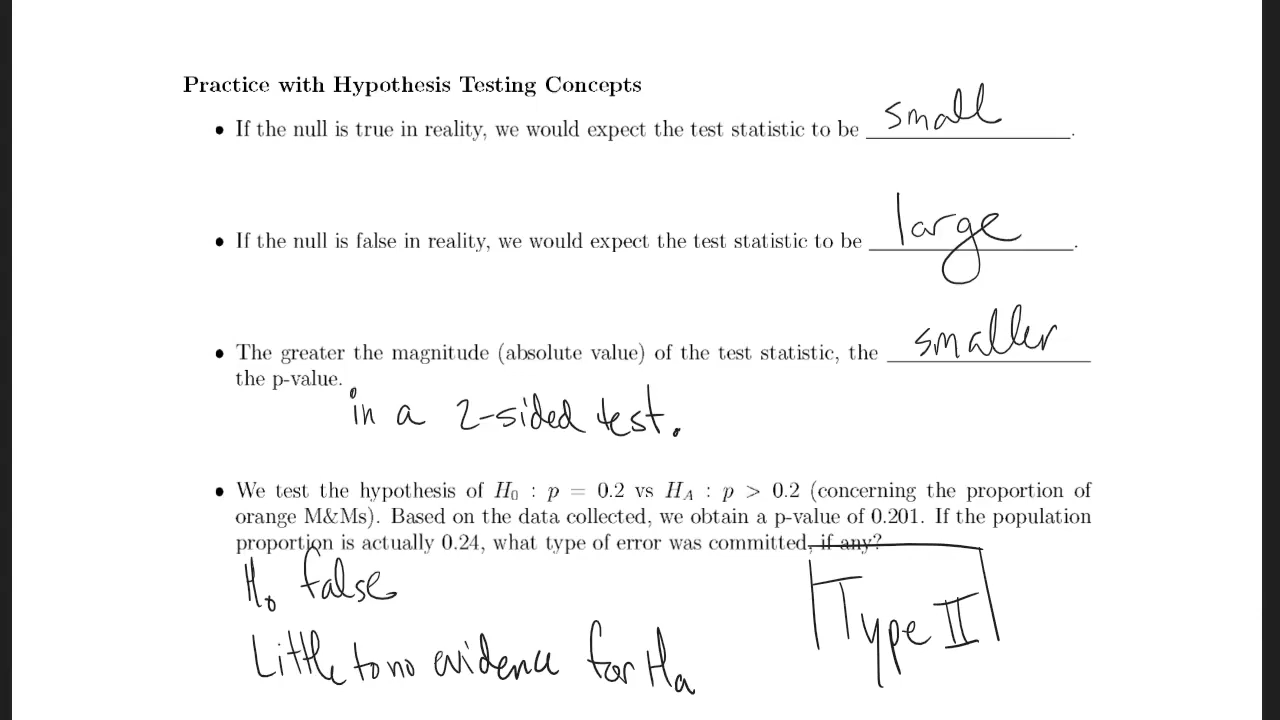 Practice with Hypothesis Testing Concepts
• If the null is true in reality, we would expect the test statistic to be small.
• If the null is false in reality, we would expect the test statistic to be large.
• The greater the magnitude (absolute value) of the test statistic, the smaller
the p-value.
in a 2-sided test.
• We test the hypothesis of H₀ : p = 0.2 vs H_A : p > 0.2 (concerning the proportion of
orange M&Ms). Based on the data collected, we obtain a p-value of 0.201. If the population
proportion is actually 0.24, what type of error was committed, if any?
H₀ false
Type II
Little to no evidence for Ha